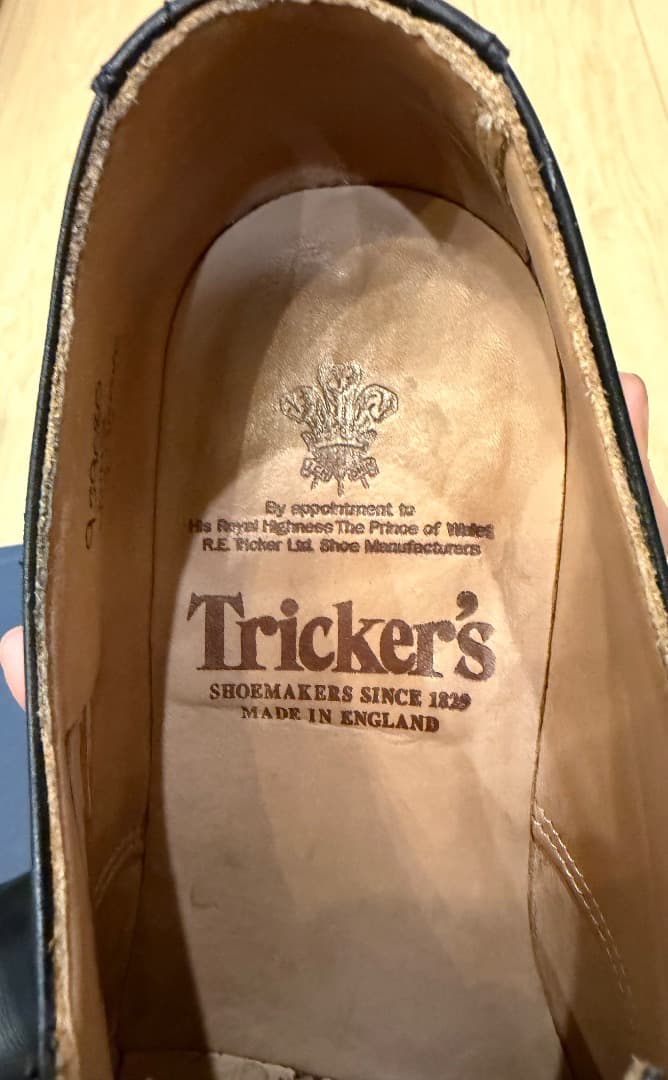 By appointment to
His Royal Highness The Prince of Wales
R.E. Tricker Ltd. Shoe Manufacturers
Tricker's
SHOEMAKERS SINCE 1829
MADE IN ENGLAND